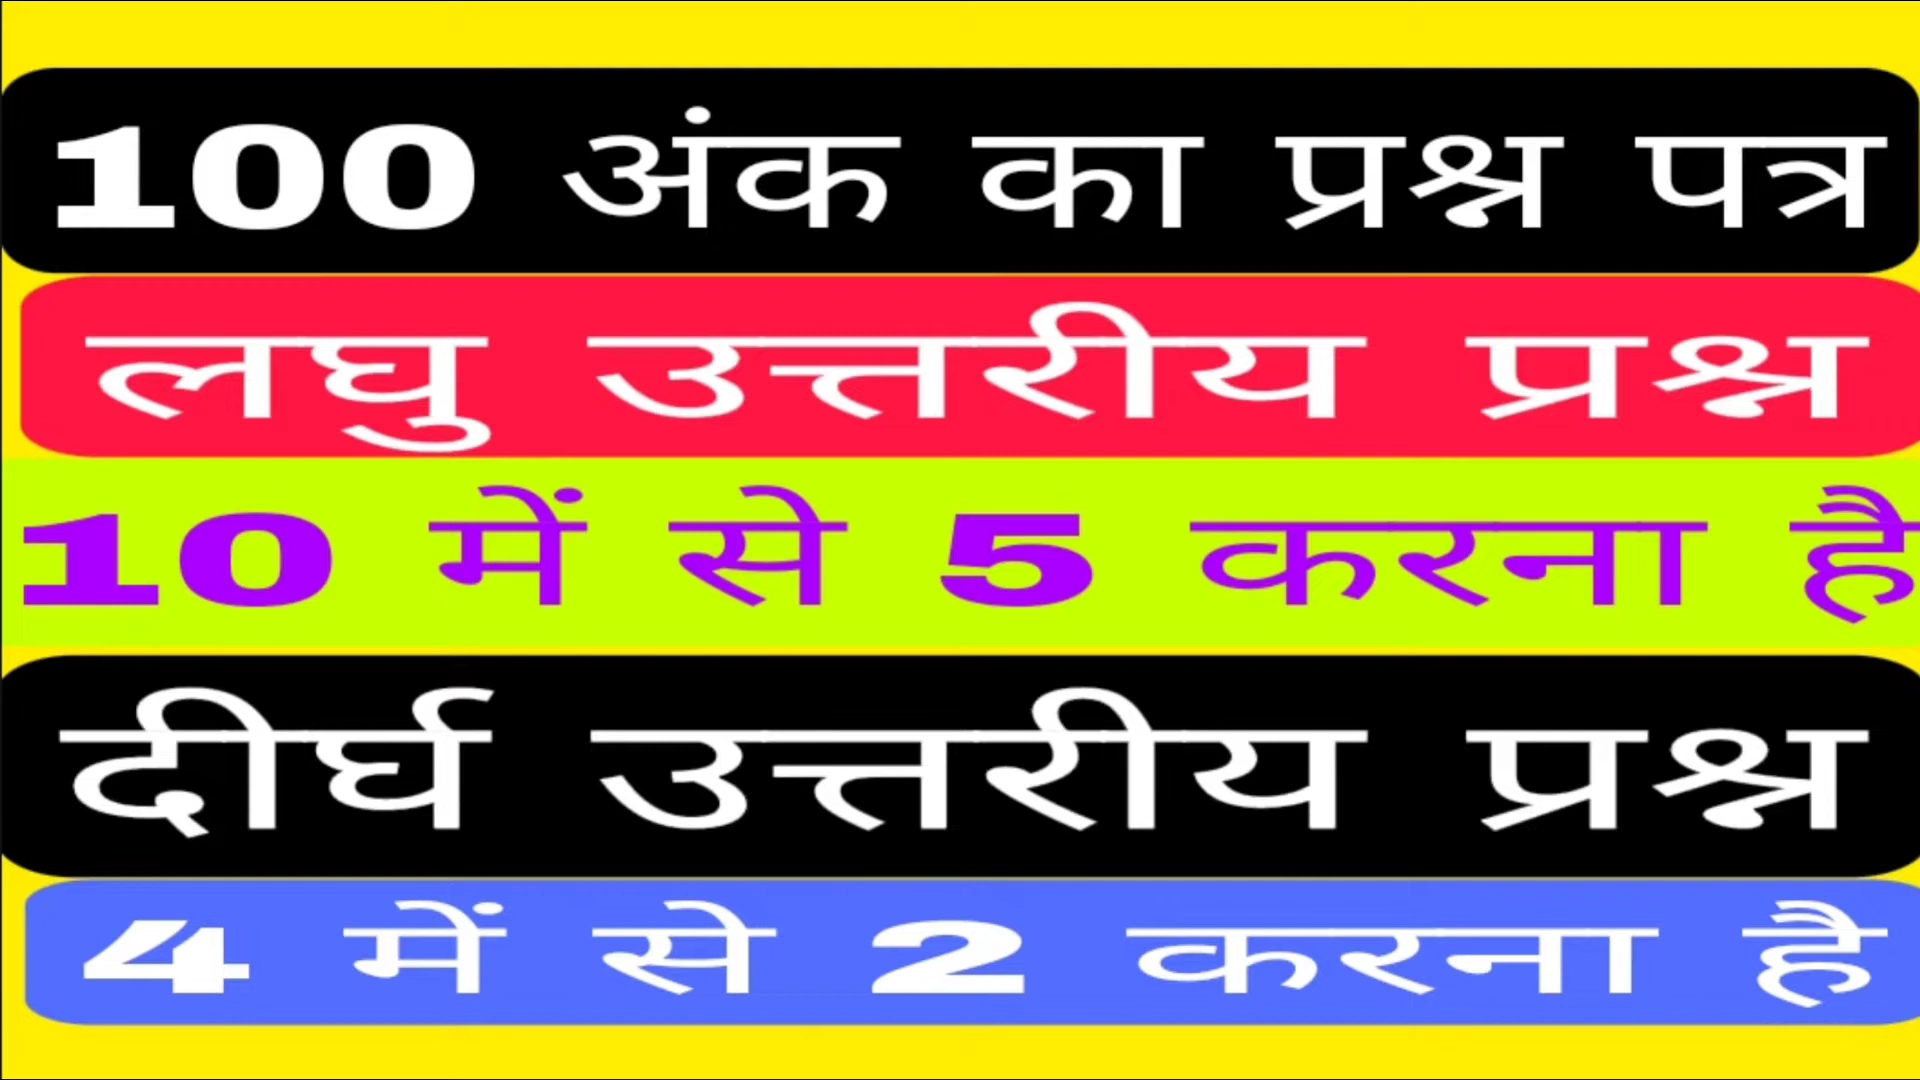 100 अंक का प्रश्न पत्र
लघु उत्तरीय प्रश्न
10 में से 5 करना है
दीर्घ उत्तरीय प्रश्न
4 में से 2 करना है